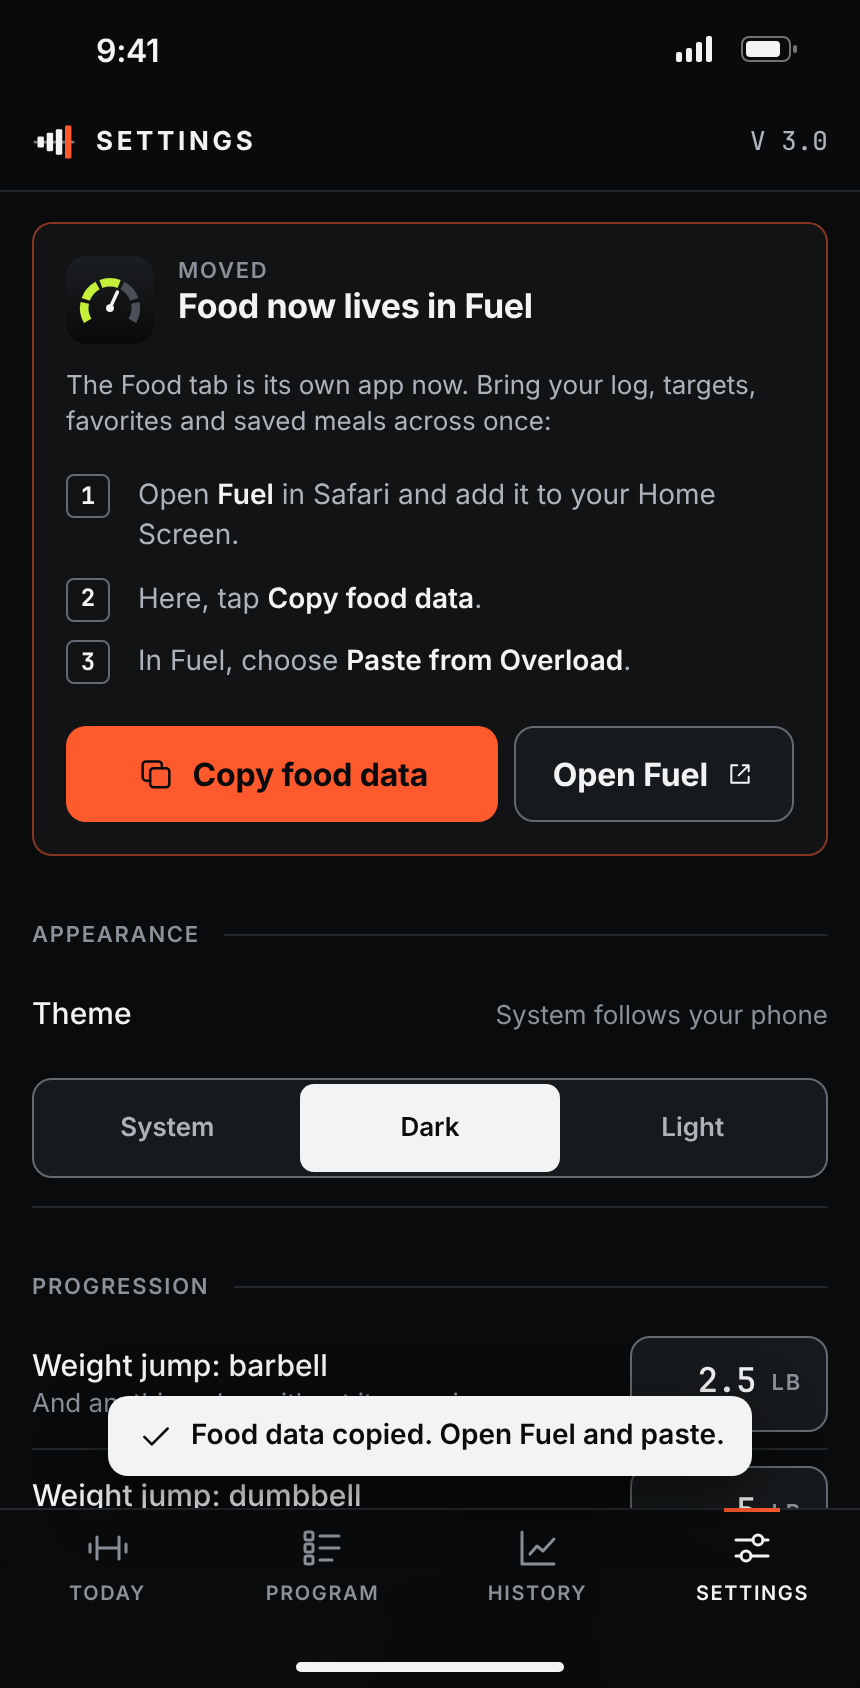 9:41
SETTINGS
V 3.0
MOVED
Food now lives in Fuel
The Food tab is its own app now. Bring your log, targets,
favorites and saved meals across once:
1 Open Fuel in Safari and add it to your Home
Screen.
2 Here, tap Copy food data.
3 In Fuel, choose Paste from Overload.
Copy food data
Open Fuel
APPEARANCE
Theme
System follows your phone
System
Dark
Light
PROGRESSION
Weight jump: barbell
2.5 LB
And
Food data copied. Open Fuel and paste.
Weight jump: dumbbell
5 LB
TODAY
PROGRAM
HISTORY
SETTINGS